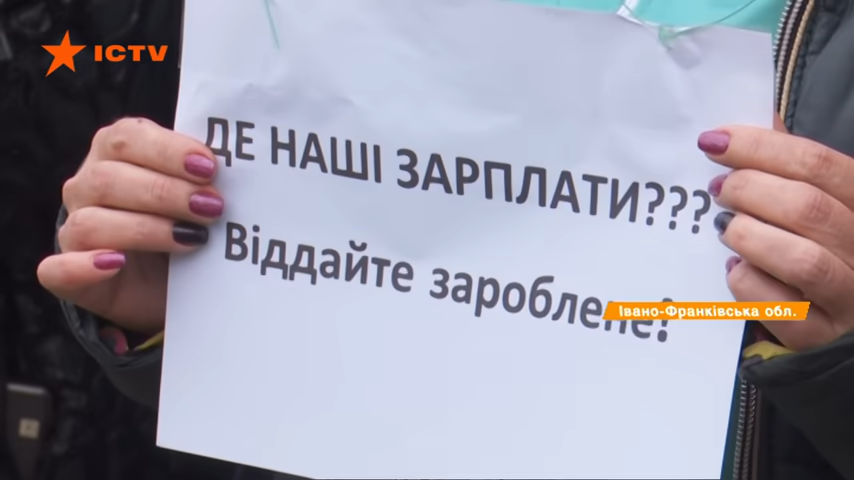 ICTV
ДЕ НАШІ ЗАРПЛАТИ???
Віддайте зароблене!
Івано-Франківська обл.